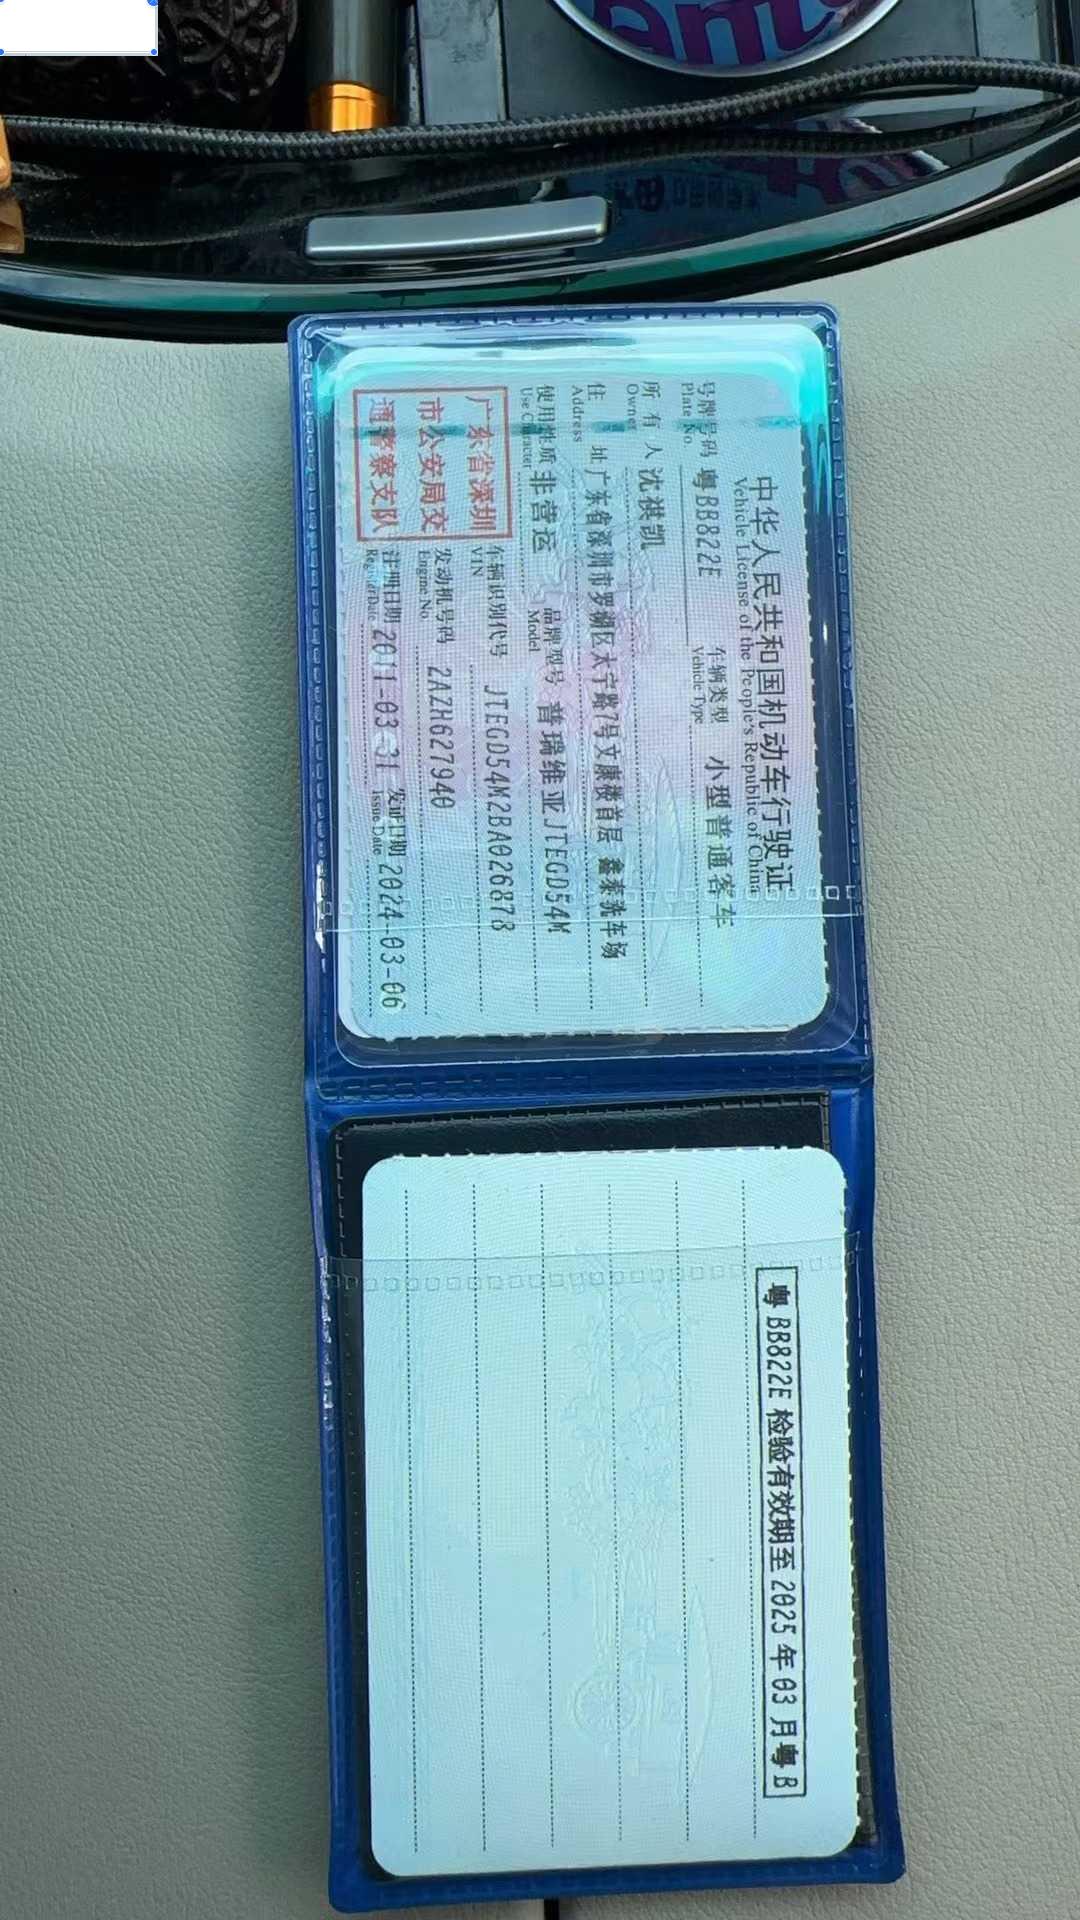 中华人民共和国机动车行驶证
Vehicle License of the People's Republic of China
号牌号码 粤BB822E 车辆类型 小型普通客车
Plate No. Vehicle Type
所有人 沈祺凯
Owner
住址 广东省深圳市罗湖区太宁路7号文康楼首层 鑫泰洗车场
Address
使用性质 非营运 品牌型号 普瑞维亚JTEGD54M
Use Character Model
广东省深圳
市公安局交
通警察支队
车辆识别代号 JTEGD54M2BA026878
VIN
发动机号码 2AZH627940
Engine No.
注册日期 2011-03-31 发证日期 2024-03-06
Register Date Issue Date
粤BB822E 检验有效期至 2025年03月粤B